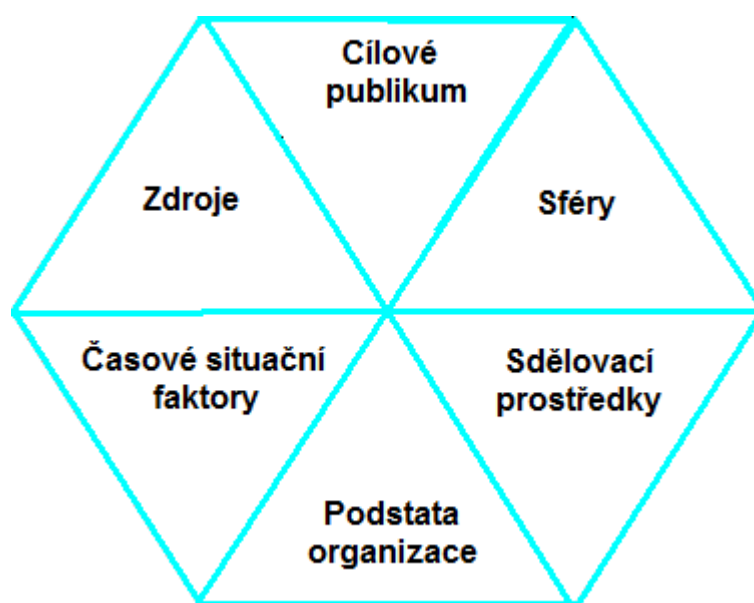 Cílové
publikum
Zdroje
Sféry
Časové situační
faktory
Sdělovací
prostředky
Podstata
organizace